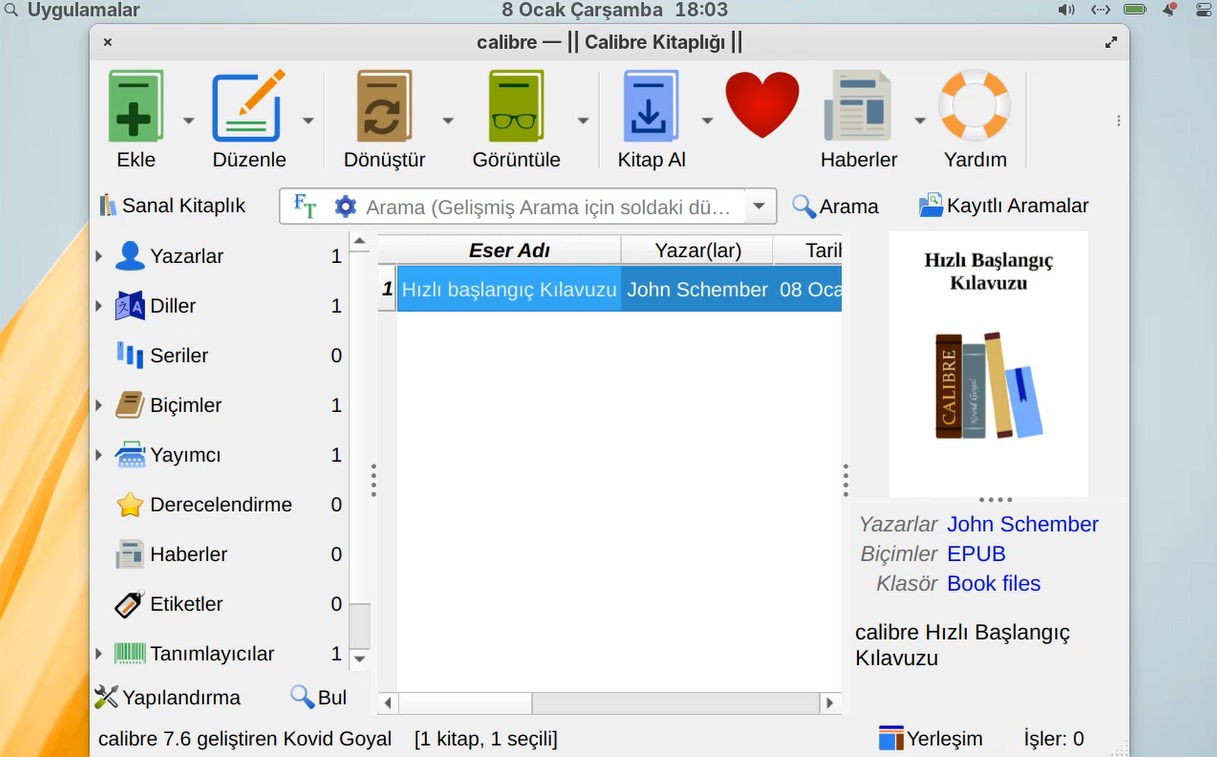 Uygulamalar 8 Ocak Çarşamba 18:03
calibre — || Calibre Kitaplığı ||
Ekle Düzenle Dönüştür Görüntüle Kitap Al Haberler Yardım
Sanal Kitaplık FT Arama (Gelişmiş Arama için soldaki dü… Arama Kayıtlı Aramalar
Yazarlar 1
Diller 1
Seriler 0
Biçimler 1
Yayımcı 1
Derecelendirme 0
Haberler 0
Etiketler 0
Tanımlayıcılar 1
Yapılandırma Bul
Eser Adı Yazar(lar) Tarih
1 Hızlı başlangıç Kılavuzu John Schember 08 Oca
Hızlı Başlangıç
Kılavuzu
CALIBRE
Kovid Goyal
Yazarlar John Schember
Biçimler EPUB
Klasör Book files
calibre Hızlı Başlangıç
Kılavuzu
calibre 7.6 geliştiren Kovid Goyal [1 kitap, 1 seçili] Yerleşim İşler: 0